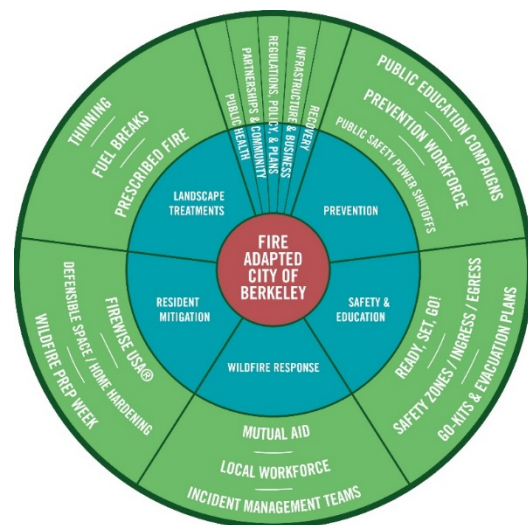 FIRE
ADAPTED
CITY OF
BERKELEY
PUBLIC HEALTH
PARTNERSHIPS & COMMUNITY
REGULATIONS, POLICY, & PLANS
INFRASTRUCTURE & BUSINESS
RECOVERY
PREVENTION
PUBLIC EDUCATION COMPAIGNS
PREVENTION WORKFORCE
PUBLIC SAFETY POWER SHUTOFFS
SAFETY &
EDUCATION
READY, SET, GO!
SAFETY ZONES / INGRESS / EGRESS
GO-KITS & EVACUATION PLANS
WILDFIRE RESPONSE
MUTUAL AID
LOCAL WORKFORCE
INCIDENT MANAGEMENT TEAMS
RESIDENT
MITIGATION
FIREWISE USA®
DEFENSIBLE SPACE / HOME HARDENING
WILDFIRE PREP WEEK
LANDSCAPE
TREATMENTS
THINNING
FUEL BREAKS
PRESCRIBED FIRE